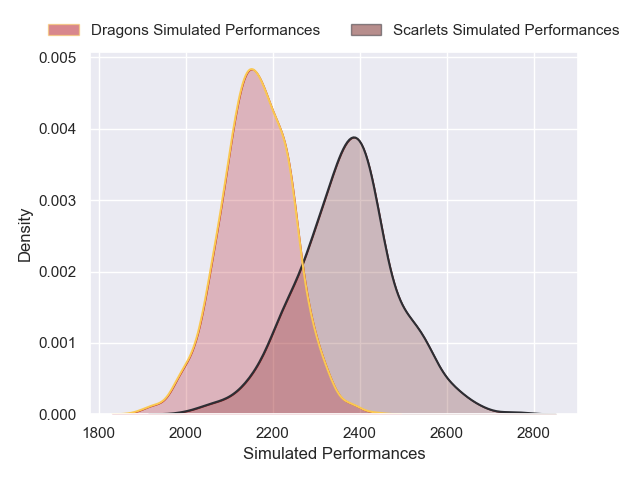 Dragons Simulated Performances Scarlets Simulated Performances
0.005
0.004
0.003
0.002
0.001
0.000
Density
1800 2000 2200 2400 2600 2800
Simulated Performances